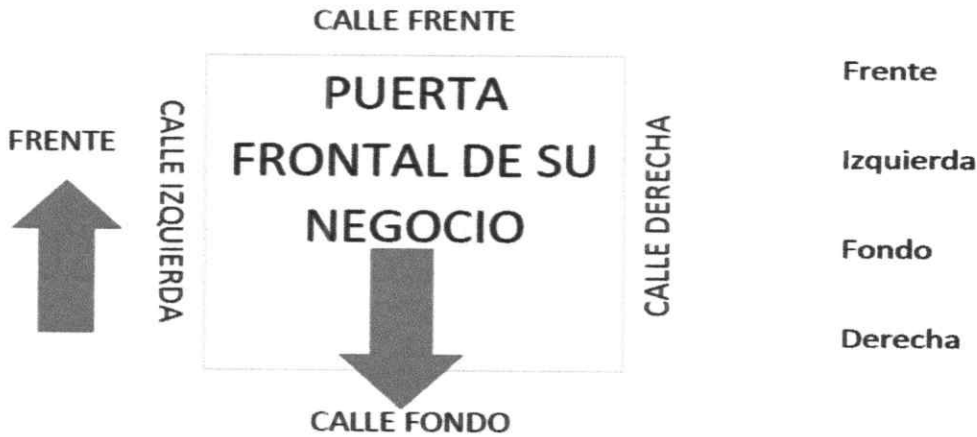 CALLE FRENTE
FRENTE
CALLE IZQUIERDA
PUERTA
FRONTAL DE SU
NEGOCIO
CALLE DERECHA
CALLE FONDO
Frente
Izquierda
Fondo
Derecha